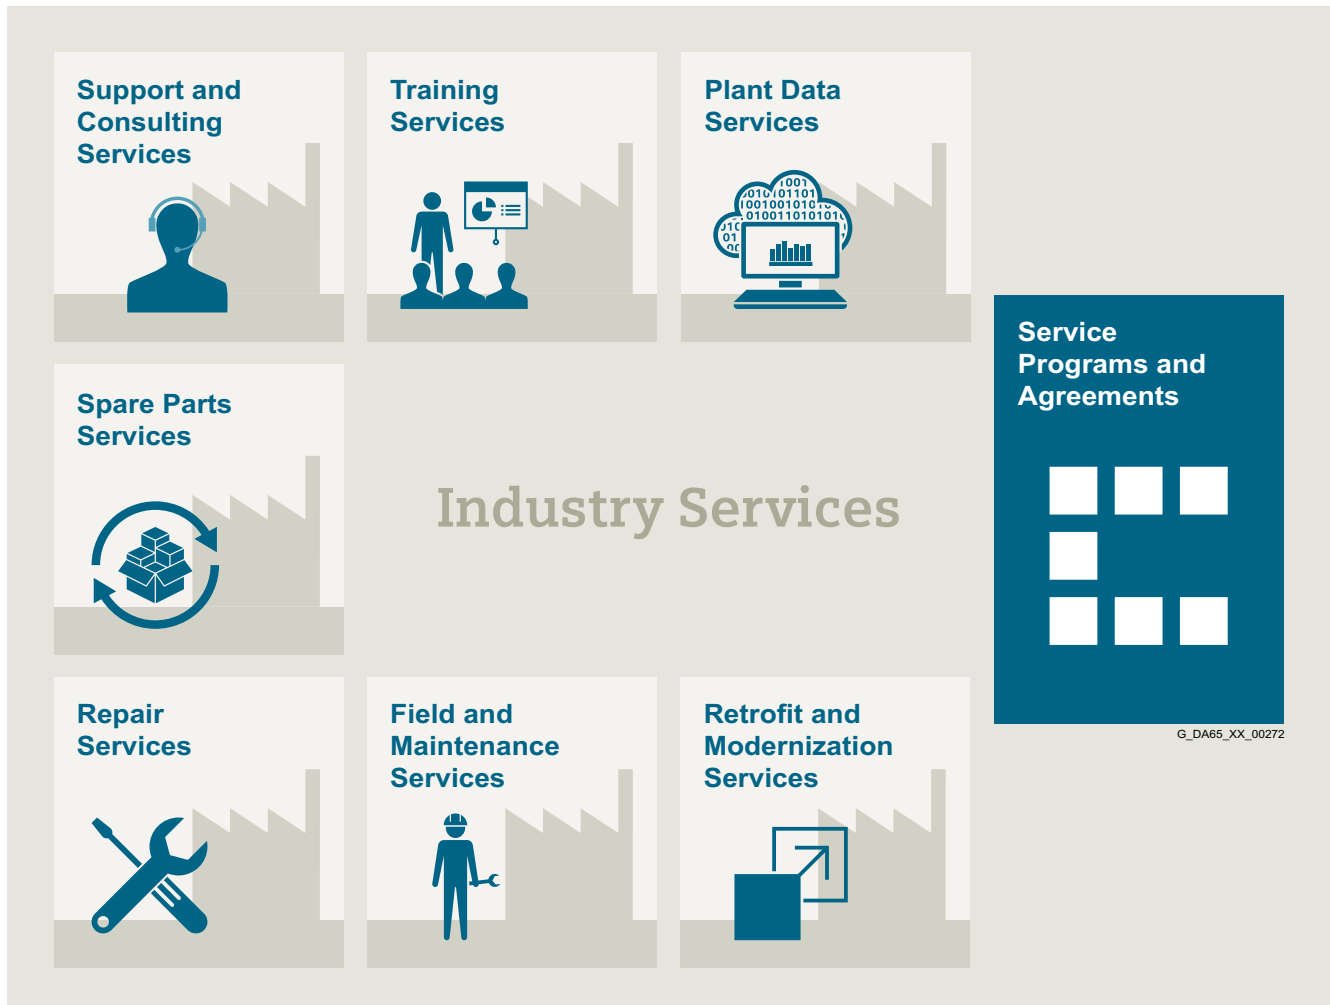 Support and
Consulting
Services
Training
Services
Plant Data
Services
Service
Programs and
Agreements
Spare Parts
Services
Industry Services
Repair
Services
Field and
Maintenance
Services
Retrofit and
Modernization
Services
G_DA65_XX_00272